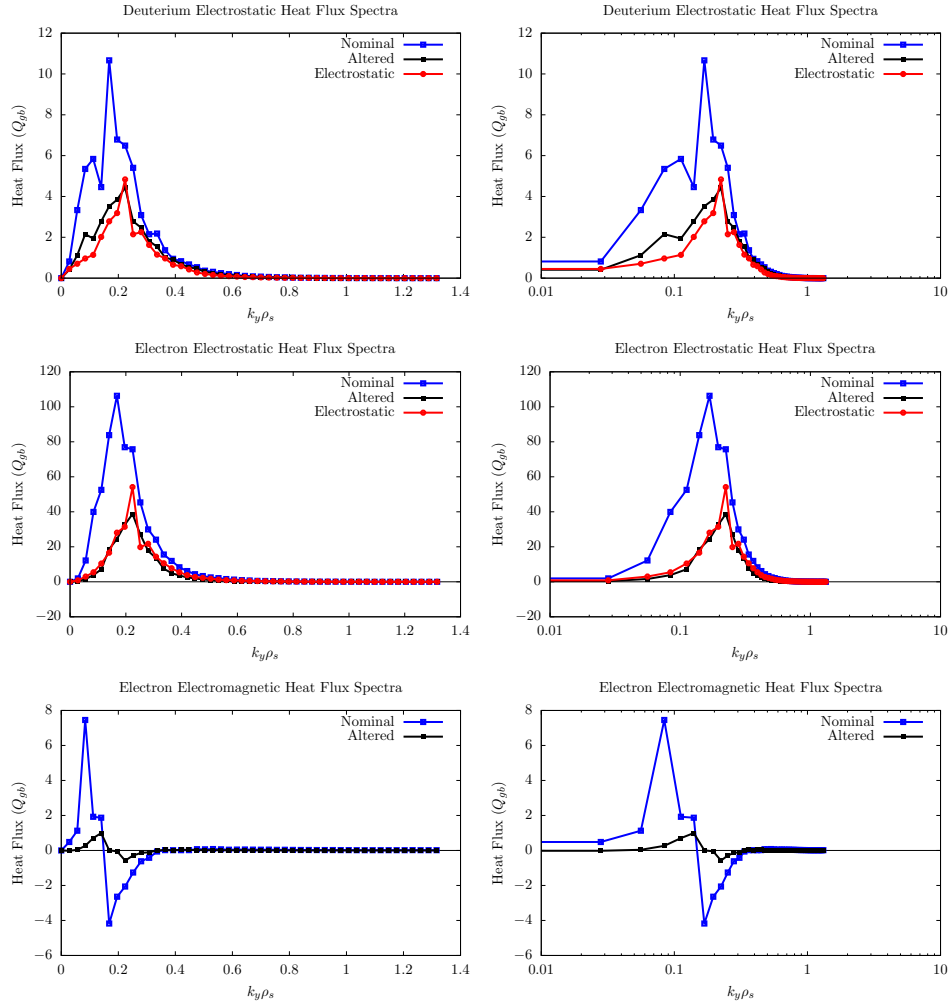 Deuterium Electrostatic Heat Flux Spectra
Heat Flux (Q_gb)
12
10
8
6
4
2
0
Nominal
Altered
Electrostatic
0 0.2 0.4 0.6 0.8 1 1.2 1.4
k_yρ_s
Deuterium Electrostatic Heat Flux Spectra
Heat Flux (Q_gb)
12
10
8
6
4
2
0
Nominal
Altered
Electrostatic
0.01 0.1 1 10
k_yρ_s
Electron Electrostatic Heat Flux Spectra
Heat Flux (Q_gb)
120
100
80
60
40
20
0
−20
Nominal
Altered
Electrostatic
0 0.2 0.4 0.6 0.8 1 1.2 1.4
k_yρ_s
Electron Electrostatic Heat Flux Spectra
Heat Flux (Q_gb)
120
100
80
60
40
20
0
−20
Nominal
Altered
Electrostatic
0.01 0.1 1 10
k_yρ_s
Electron Electromagnetic Heat Flux Spectra
Heat Flux (Q_gb)
8
6
4
2
0
−2
−4
−6
Nominal
Altered
0 0.2 0.4 0.6 0.8 1 1.2 1.4
k_yρ_s
Electron Electromagnetic Heat Flux Spectra
Heat Flux (Q_gb)
8
6
4
2
0
−2
−4
−6
Nominal
Altered
0.01 0.1 1 10
k_yρ_s